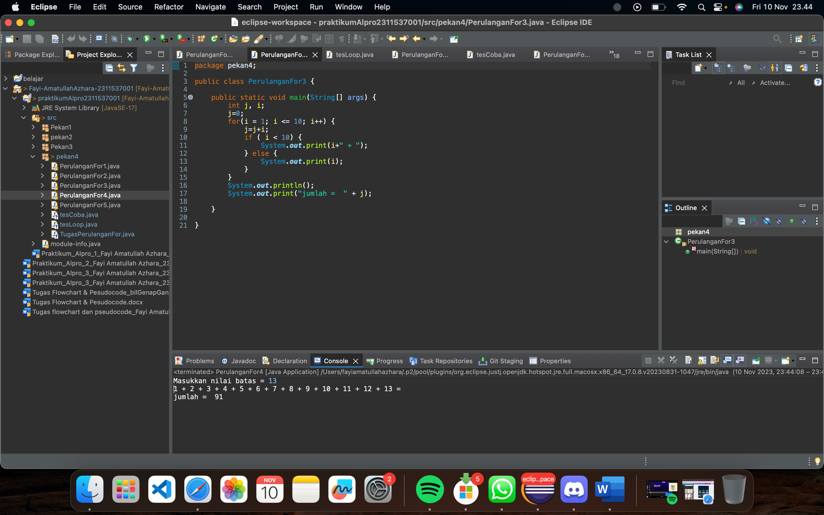 Eclipse File Edit Source Refactor Navigate Search Project Run Window Help Fri 10 Nov 23.44
eclipse-workspace - praktikumAlpro2311537001/src/pekan4/PerulanganFor3.java - Eclipse IDE
Package Expl...
Project Explo...
belajar
> Fayi-AmatullahAzhara-2311537001 [Fayi-Amatul
> praktikumAlpro2311537001 [Fayi-Amatullah
JRE System Library [JavaSE-17]
> src
Pekan1
pekan2
Pekan3
> pekan4
PerulanganFor1.java
PerulanganFor2.java
PerulanganFor3.java
PerulanganFor4.java
PerulanganFor5.java
tesCoba.java
tesLoop.java
TugasPerulanganFor.java
module-info.java
Praktikum_Alpro_1_Fayi Amatullah Azhara_
Praktikum_Alpro_2_Fayi Amatullah Azhara_23
Praktikum_Alpro_3_Fayi Amatullah Azhara_23
Praktikum_Alpro_3_Fayi Amatullah Azhara_23
Tugas Flowchart & Pesudocode_bilGenapGan
Tugas Flowchart & Pesudocode.docx
Tugas flowchart dan pseudocode_Fayi Amatu
PerulanganFo...
PerulanganFo...
tesLoop.java
PerulanganFo...
tesCoba.java
PerulanganFo...
»18
1 package pekan4;
2
3 public class PerulanganFor3 {
4
5 public static void main(String[] args) {
6 int j, i;
7 j=0;
8 for(i = 1; i <= 10; i++) {
9 j=j+i;
10 if ( i < 10) {
11 System.out.print(i+" + ");
12 } else {
13 System.out.print(i);
14 }
15 }
16 System.out.println();
17 System.out.print("jumlah =  " + j);
18
19 }
20
21 }
Task List
Find
All
Activate...
Outline
pekan4
PerulanganFor3
main(String[]) : void
Problems
Javadoc
Declaration
Console
Progress
Task Repositories
Git Staging
Properties
<terminated> PerulanganFor4 [Java Application] /Users/fayiamatullahazhara/.p2/pool/plugins/org.eclipse.justj.openjdk.hotspot.jre.full.macosx.x86_64_17.0.8.v20230831-1047/jre/bin/java (10 Nov 2023, 23:44:08 – 23:4
Masukkan nilai batas = 13
1 + 2 + 3 + 4 + 5 + 6 + 7 + 8 + 9 + 10 + 11 + 12 + 13 =
jumlah =  91
NOV
10
2
5
eclip...pace